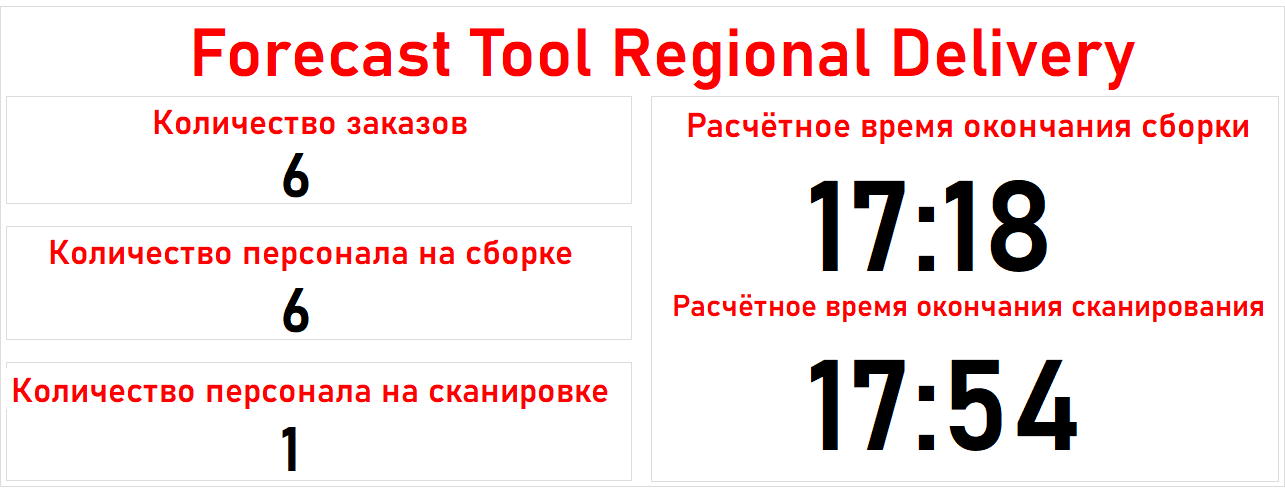 Forecast Tool Regional Delivery
Количество заказов
6
Количество персонала на сборке
6
Количество персонала на сканировке
1
Расчётное время окончания сборки
17:18
Расчётное время окончания сканирования
17:54